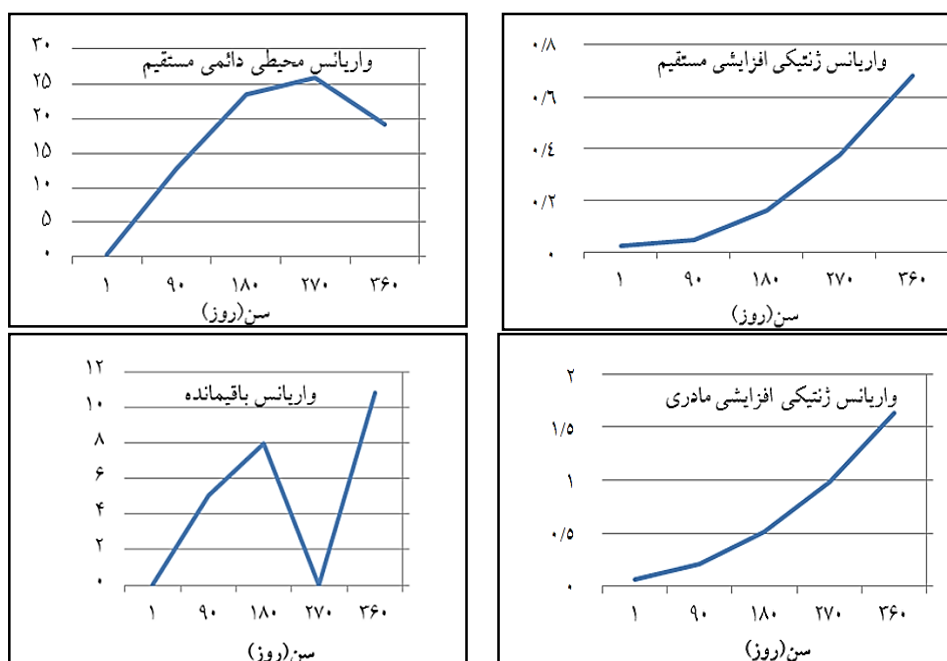 واریانس ژنتیکی افزایشی مستقیم
۰/۸
۰/٦
۰/٤
۰/۲
۰
۱ ۹۰ ۱۸۰ ۲۷۰ ۳۶۰
سن(روز)
واریانس محیطی دائمی مستقیم
۳۰
۲۵
۲۰
۱۵
۱۰
۵
۰
۱ ۹۰ ۱۸۰ ۲۷۰ ۳۶۰
سن(روز)
واریانس ژنتیکی افزایشی مادری
۲
۱/۵
۱
۰/۵
۰
۱ ۹۰ ۱۸۰ ۲۷۰ ۳۶۰
سن(روز)
واریانس باقیمانده
۱۲
۱۰
۸
۶
۴
۲
۰
۱ ۹۰ ۱۸۰ ۲۷۰ ۳۶۰
سن(روز)